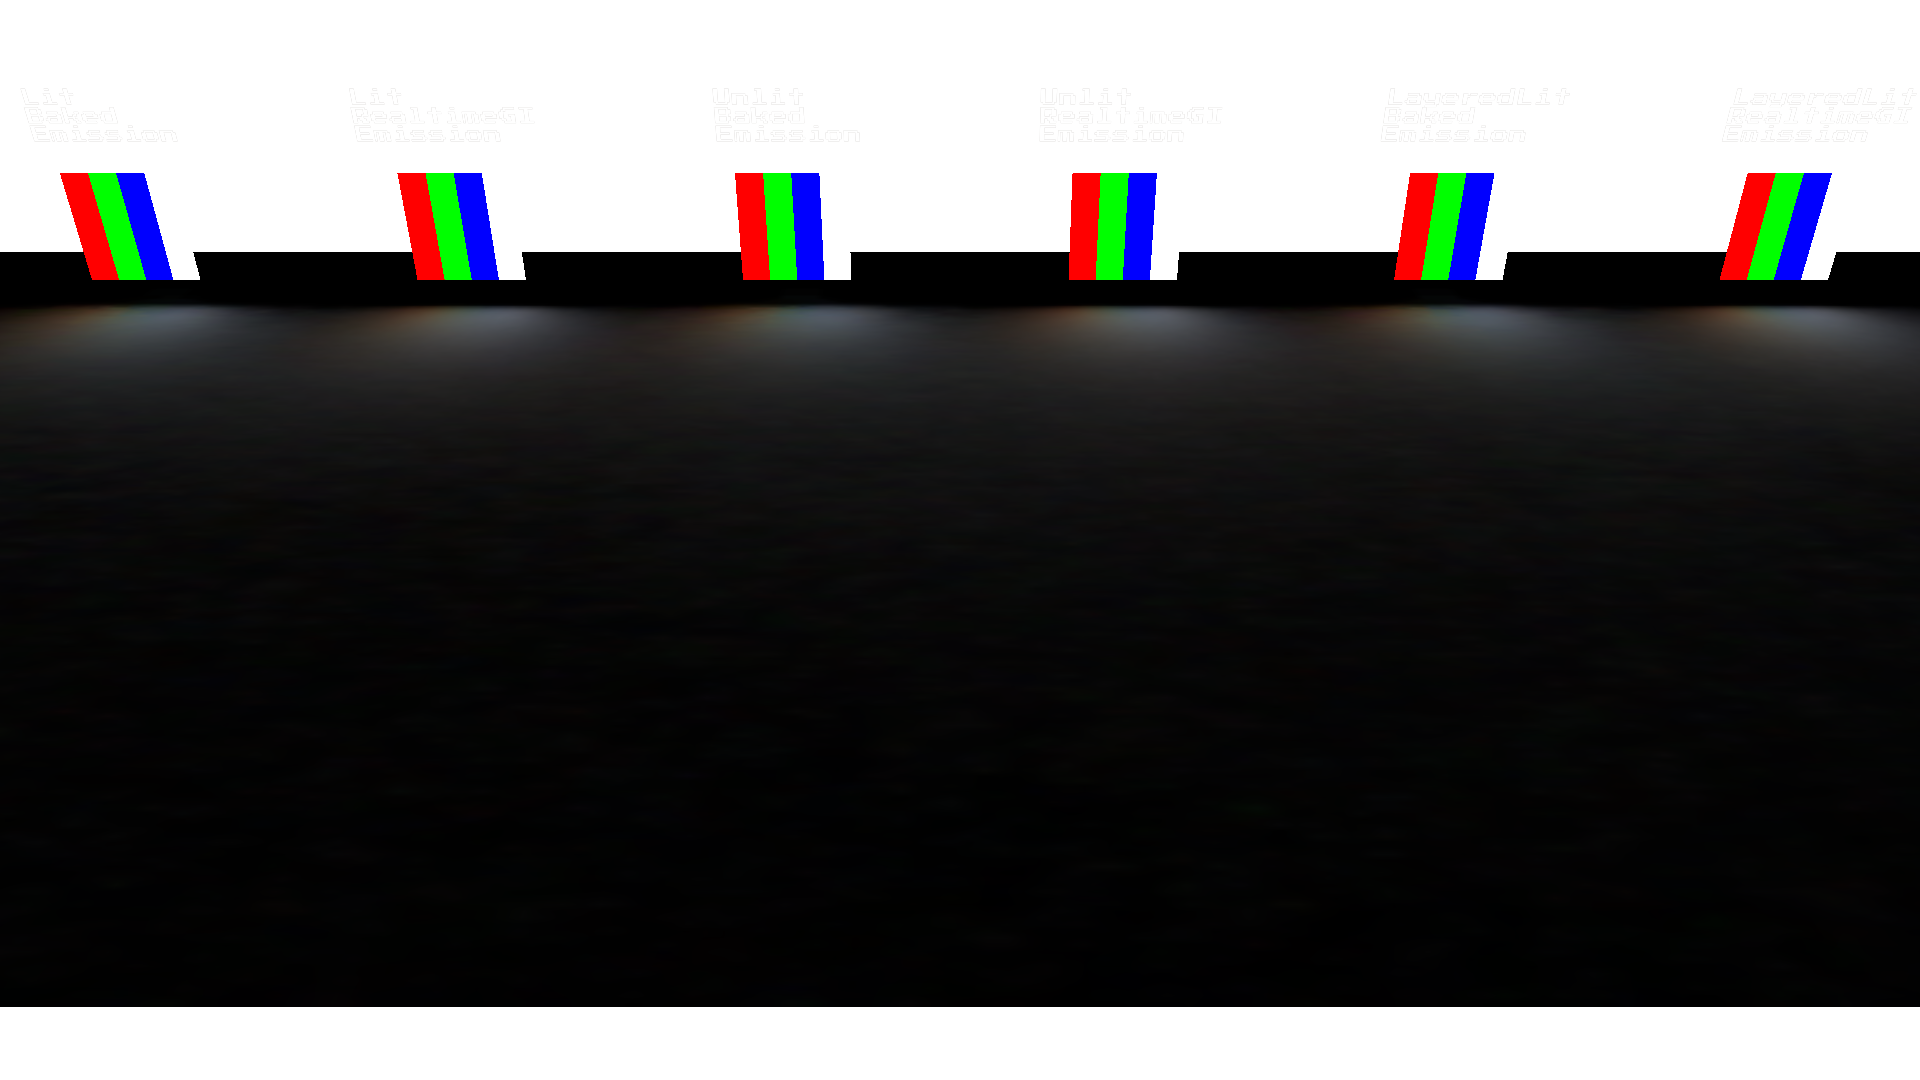 Lit
Baked
Emission
Lit
RealtimeGI
Emission
Unlit
Baked
Emission
Unlit
RealtimeGI
Emission
LayeredLit
Baked
Emission
LayeredLit
RealtimeGI
Emission